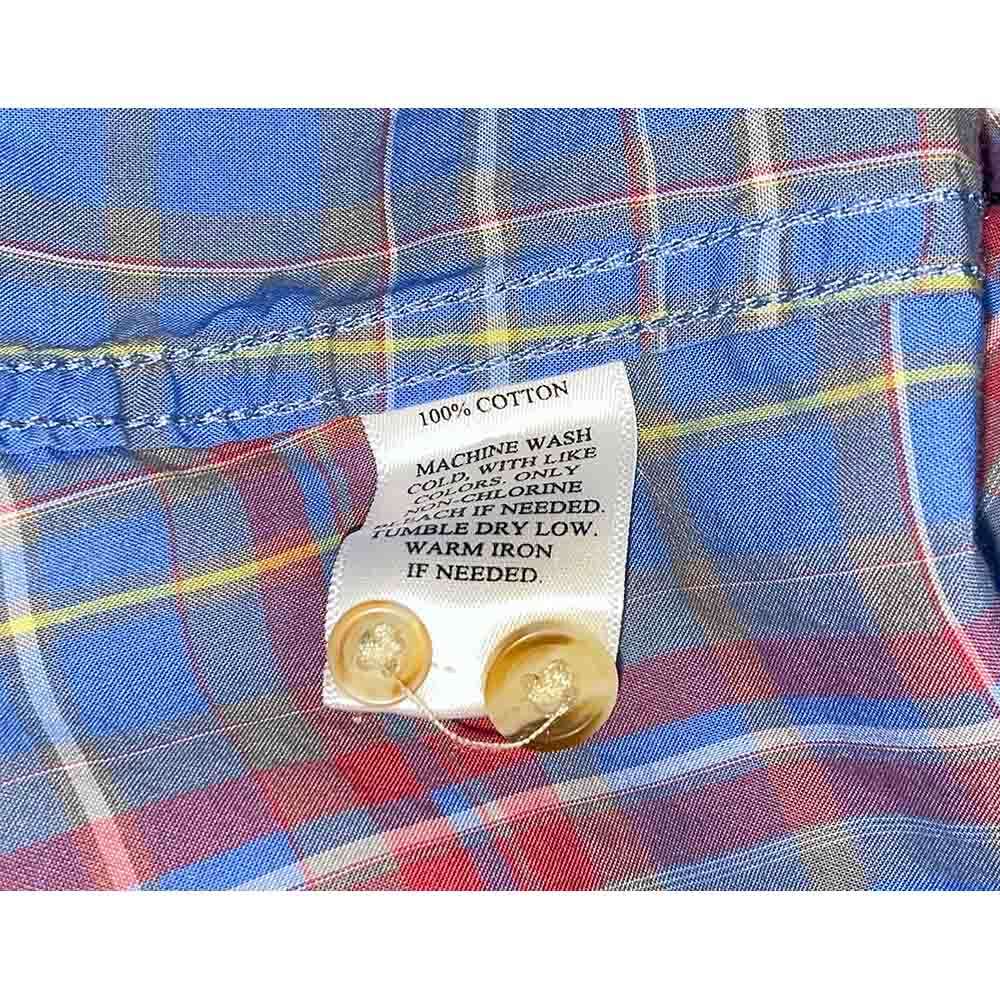 100% COTTON
MACHINE WASH
COLD, WITH LIKE
COLORS, ONLY
NON-CHLORINE
BLEACH IF NEEDED.
TUMBLE DRY LOW.
WARM IRON
IF NEEDED.